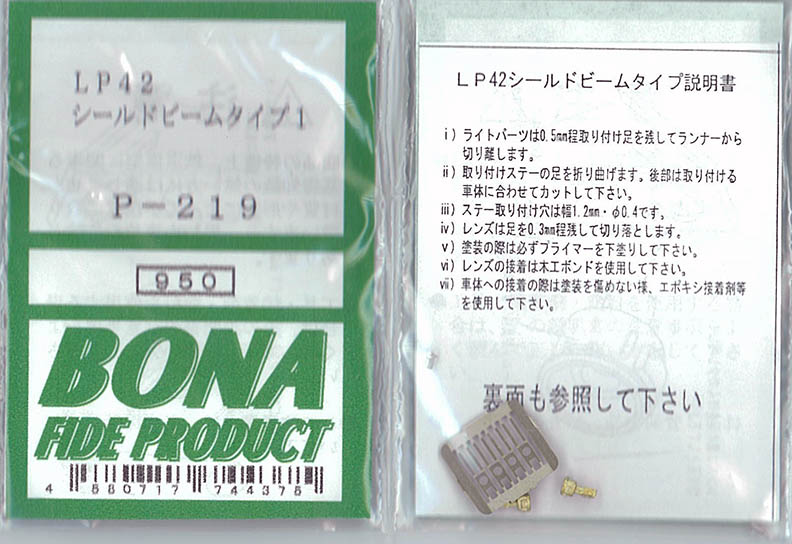 LP42
シールドビームタイプ1
P-219
950
BONA
FIDE PRODUCT
4 580717 744375
LP42シールドビームタイプ説明書
ⅰ）ライトパーツは0.5mm程取り付け足を残してランナーから
切り離します。
ⅱ）取り付けステーの足を折り曲げます。後部は取り付ける
車体に合わせてカットして下さい。
ⅲ）ステー取り付け穴は幅1.2mm・φ0.4です。
ⅳ）レンズは足を0.3mm程残して切り落とします。
ⅴ）塗装の際は必ずプライマーを下塗りして下さい。
ⅵ）レンズの接着は木工ボンドを使用して下さい。
ⅶ）車体への接着の際は塗装を傷めない様、エポキシ接着剤等
を使用して下さい。
裏面も参照して下さい